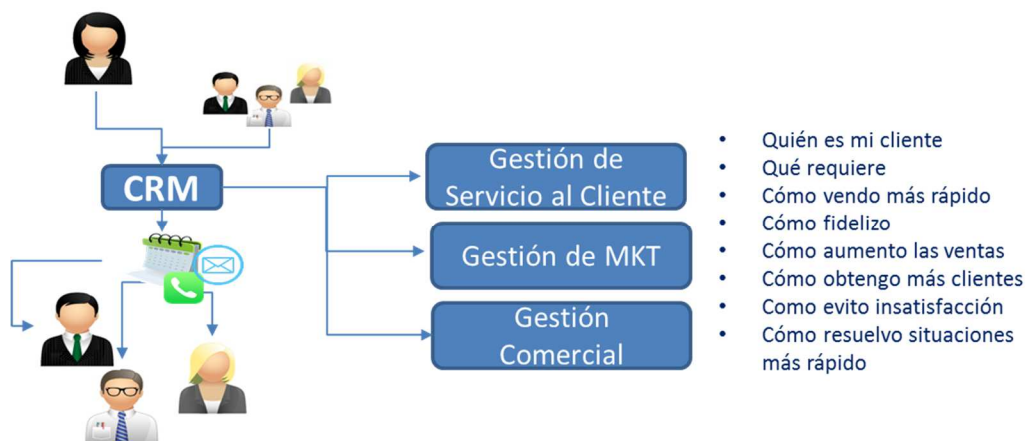 CRM
Gestión de
Servicio al Cliente
Gestión de MKT
Gestión
Comercial
• Quién es mi cliente
• Qué requiere
• Cómo vendo más rápido
• Cómo fidelizo
• Cómo aumento las ventas
• Cómo obtengo más clientes
• Como evito insatisfacción
• Cómo resuelvo situaciones
más rápido